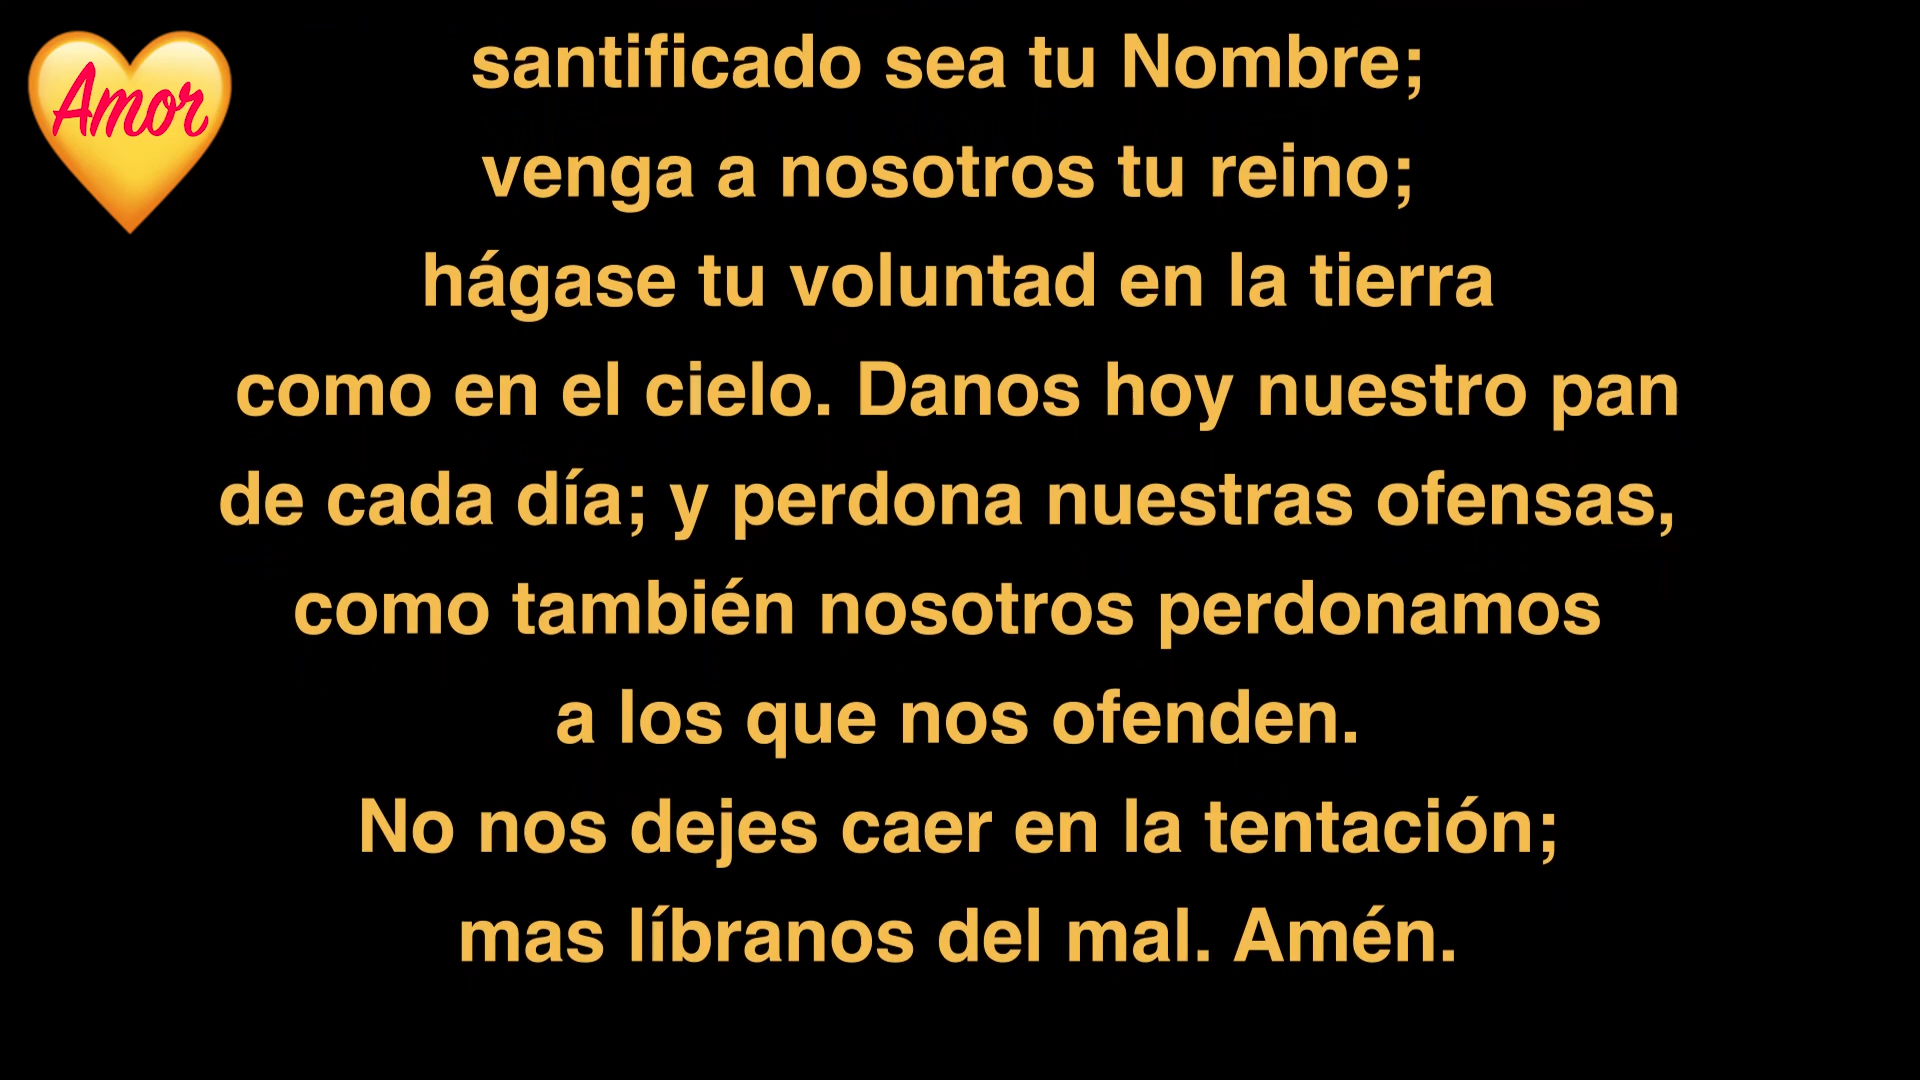 Amor
santificado sea tu Nombre;
venga a nosotros tu reino;
hágase tu voluntad en la tierra
como en el cielo. Danos hoy nuestro pan
de cada día; y perdona nuestras ofensas,
como también nosotros perdonamos
a los que nos ofenden.
No nos dejes caer en la tentación;
mas líbranos del mal. Amén.